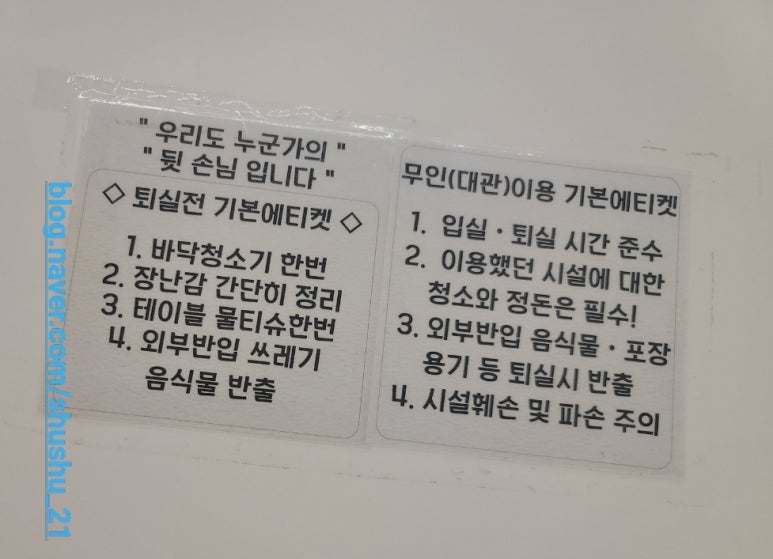 " 우리도 누군가의 "
" 뒷 손님 입니다 "
◇ 퇴실전 기본에티켓 ◇
1. 바닥청소기 한번
2. 장난감 간단히 정리
3. 테이블 물티슈한번
4. 외부반입 쓰레기
음식물 반출
무인(대관)이용 기본에티켓
1. 입실・퇴실 시간 준수
2. 이용했던 시설에 대한
청소와 정돈은 필수!
3. 외부반입 음식물・포장
용기 등 퇴실시 반출
4. 시설훼손 및 파손 주의
blog.naver.com/shushu_21